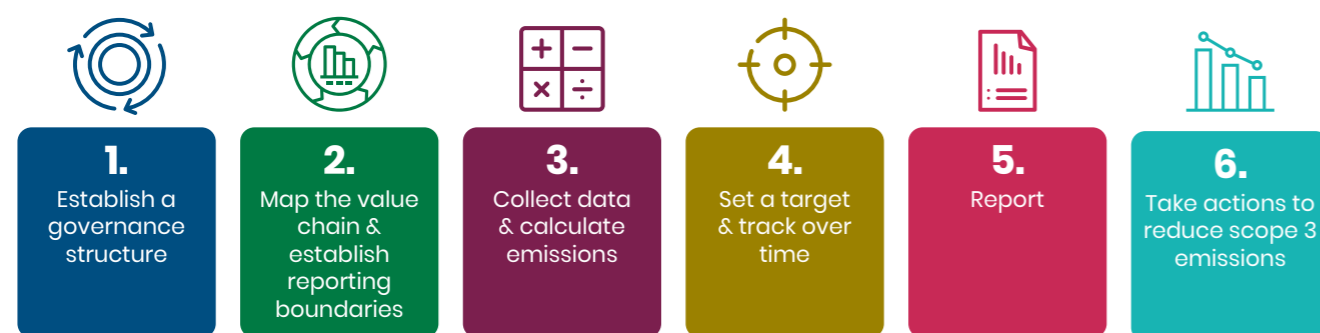 1.
Establish a
governance
structure
2.
Map the value
chain &
establish
reporting
boundaries
3.
Collect data
& calculate
emissions
4.
Set a target
& track over
time
5.
Report
6.
Take actions to
reduce scope 3
emissions